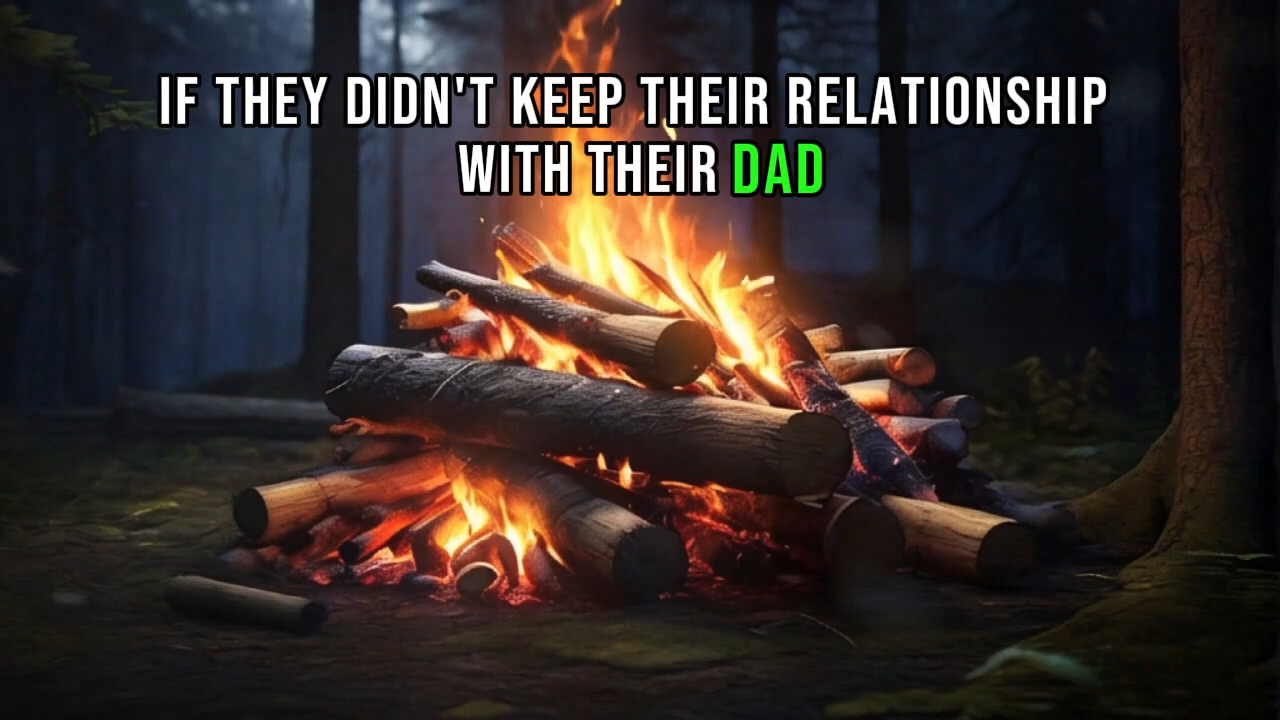 IF THEY DIDN'T KEEP THEIR RELATIONSHIP
WITH THEIR DAD